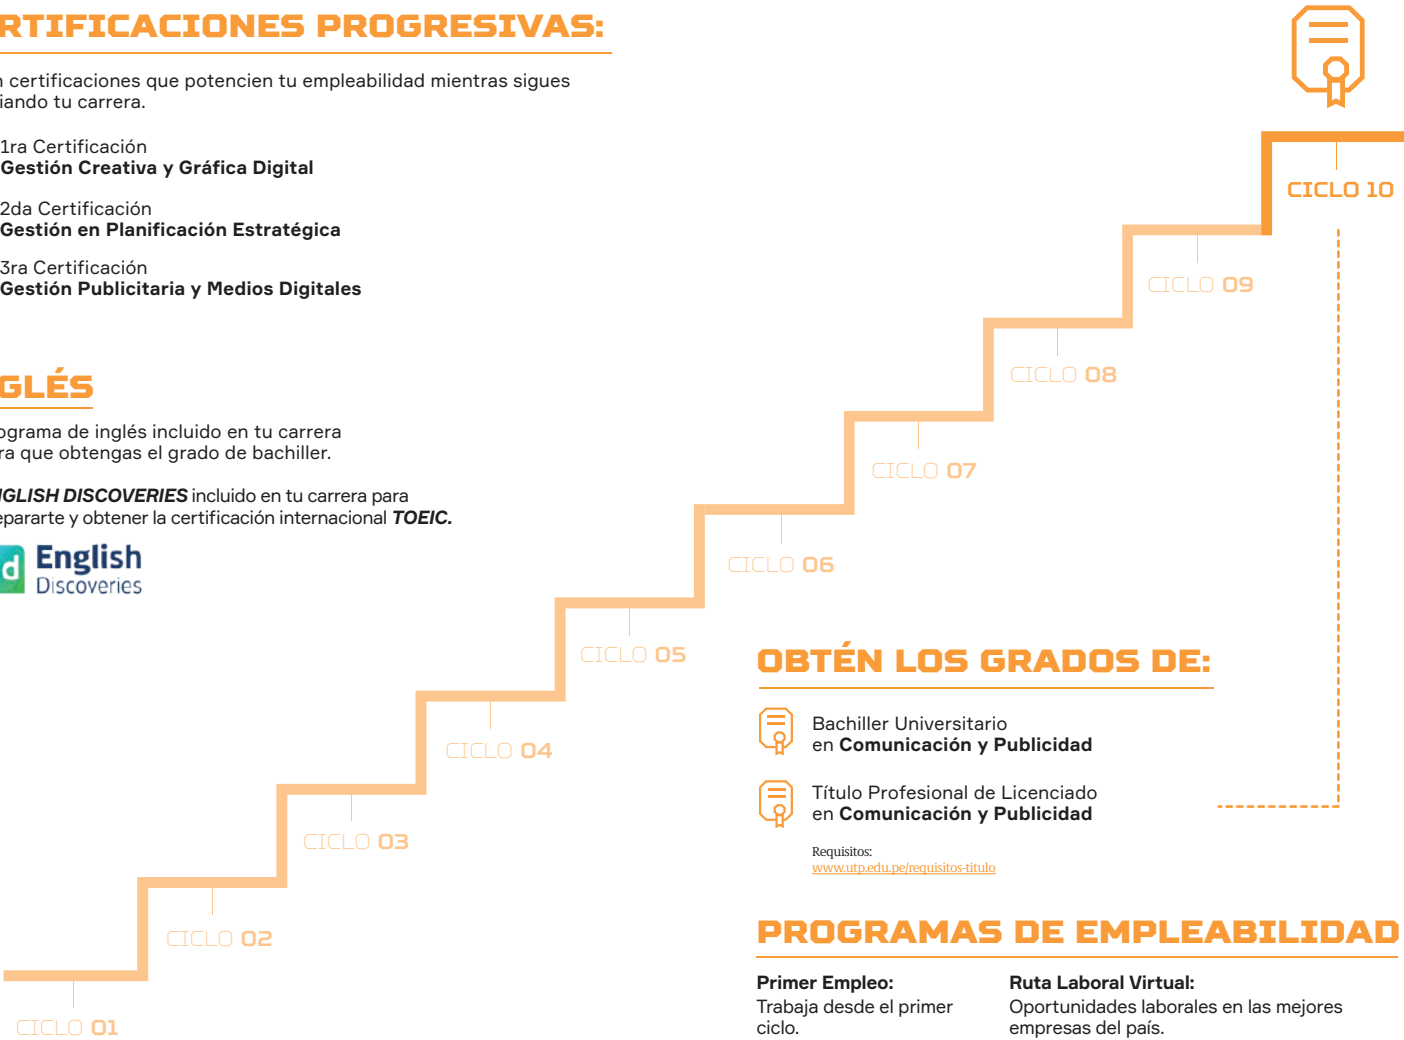 RTIFICACIONES PROGRESIVAS:
n certificaciones que potencien tu empleabilidad mientras sigues
iando tu carrera.
1ra Certificación
Gestión Creativa y Gráfica Digital
2da Certificación
Gestión en Planificación Estratégica
3ra Certificación
Gestión Publicitaria y Medios Digitales
GLÉS
ograma de inglés incluido en tu carrera
ra que obtengas el grado de bachiller.
NGLISH DISCOVERIES incluido en tu carrera para
epararte y obtener la certificación internacional TOEIC.
d English
Discoveries
CICLO 10
CICLO 09
CICLO 08
CICLO 07
CICLO 06
CICLO 05
CICLO 04
CICLO 03
CICLO 02
CICLO 01
OBTÉN LOS GRADOS DE:
Bachiller Universitario
en Comunicación y Publicidad
Título Profesional de Licenciado
en Comunicación y Publicidad
Requisitos:
www.utp.edu.pe/requisitos-titulo
PROGRAMAS DE EMPLEABILIDAD
Primer Empleo:
Trabaja desde el primer
ciclo.
Ruta Laboral Virtual:
Oportunidades laborales en las mejores
empresas del país.